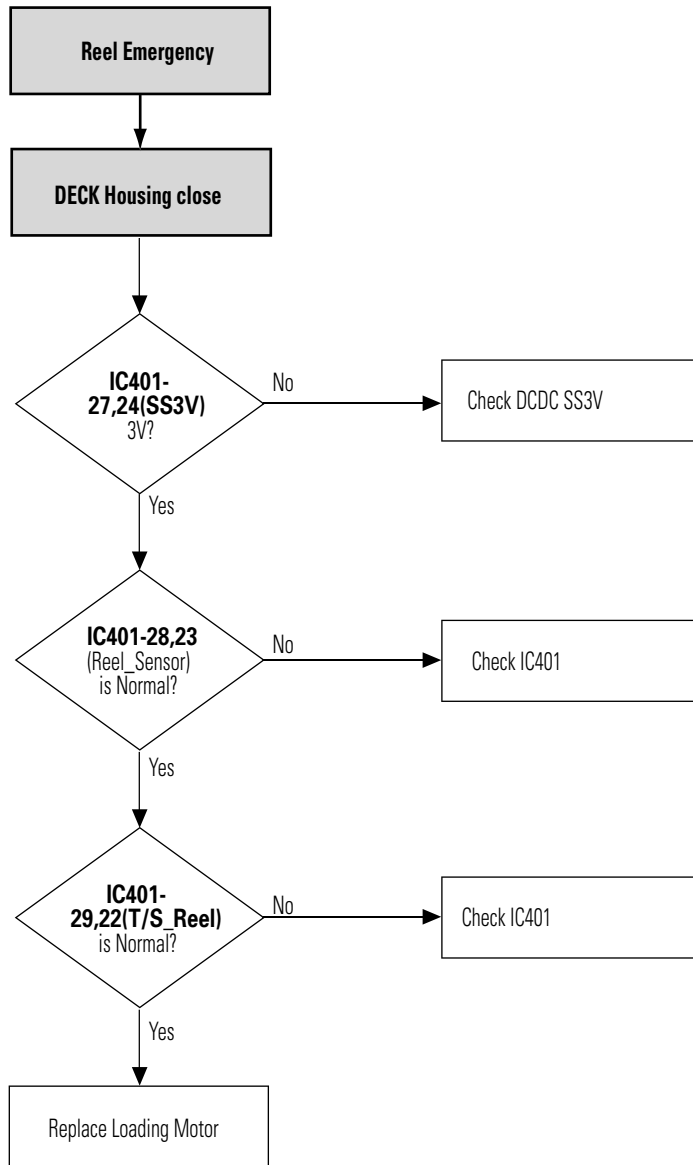 Reel Emergency
DECK Housing close
IC401-
27,24(SS3V)
3V?
No
Check DCDC SS3V
Yes
IC401-28,23
(Reel_Sensor)
is Normal?
No
Check IC401
Yes
IC401-
29,22(T/S_Reel)
is Normal?
No
Check IC401
Yes
Replace Loading Motor